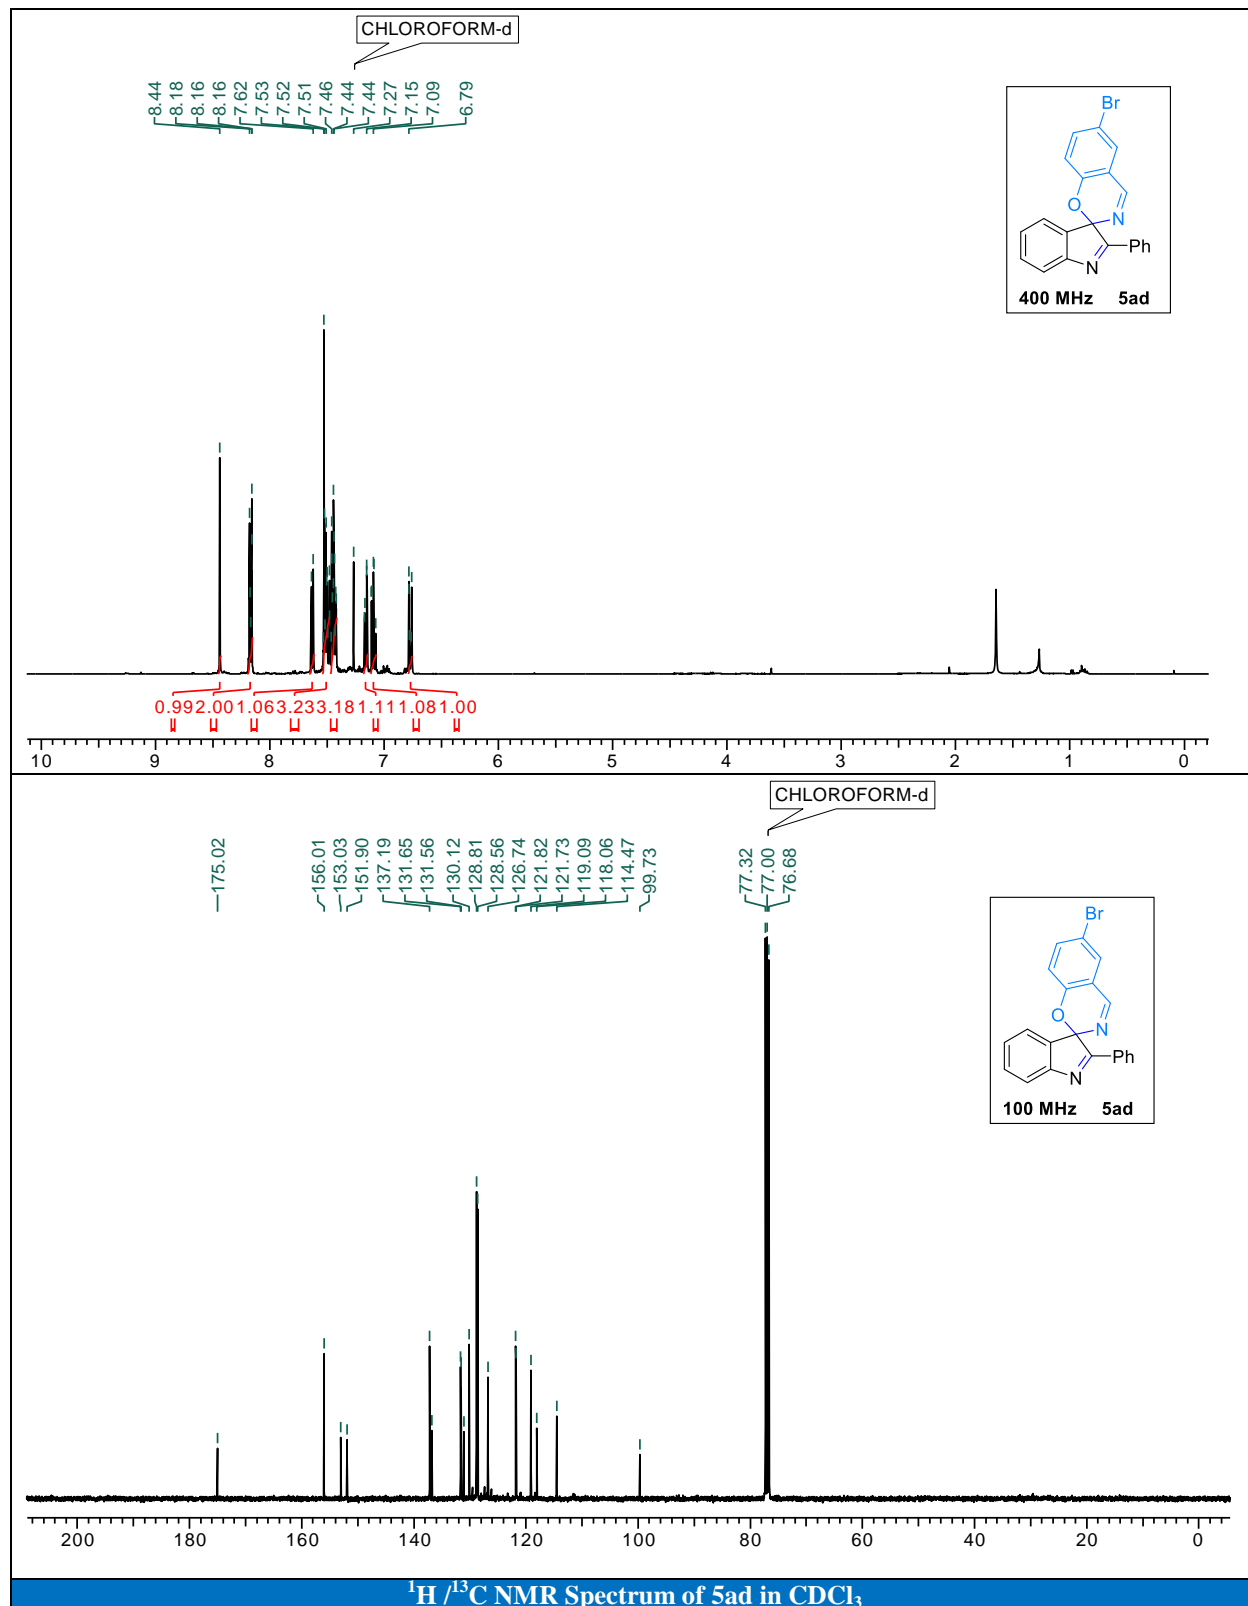 CHLOROFORM-d
8.44
8.18
8.16
8.16
7.62
7.53
7.52
7.51
7.46
7.44
7.44
7.27
7.15
7.09
6.79
Br
O
N
Ph
N
400 MHz 5ad
0.99 2.00 1.06 3.23 3.18 1.11 1.08 1.00
10 9 8 7 6 5 4 3 2 1 0
CHLOROFORM-d
175.02
156.01
153.03
151.90
137.19
131.65
131.56
130.12
128.81
128.56
126.74
121.82
121.73
119.09
118.06
114.47
99.73
77.32
77.00
76.68
Br
O
N
Ph
N
100 MHz 5ad
200 180 160 140 120 100 80 60 40 20 0
¹H /¹³C NMR Spectrum of 5ad in CDCl₃